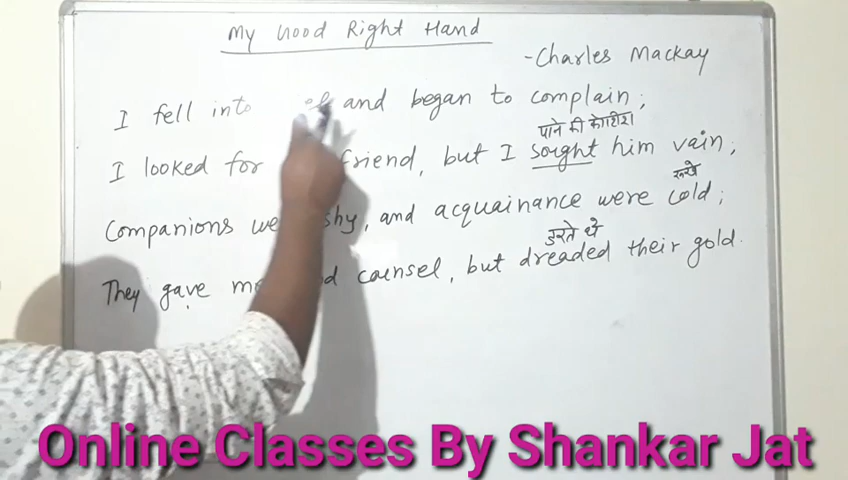 My Good Right Hand
-Charles Mackay
I fell into and began to complain;
पाने की कोशिश
I looked for friend, but I sought him vain;
रूखे
Companions we shy, and acquainance were cold;
डरते थे
They gave me counsel, but dreaded their gold.
Online Classes By Shankar Jat